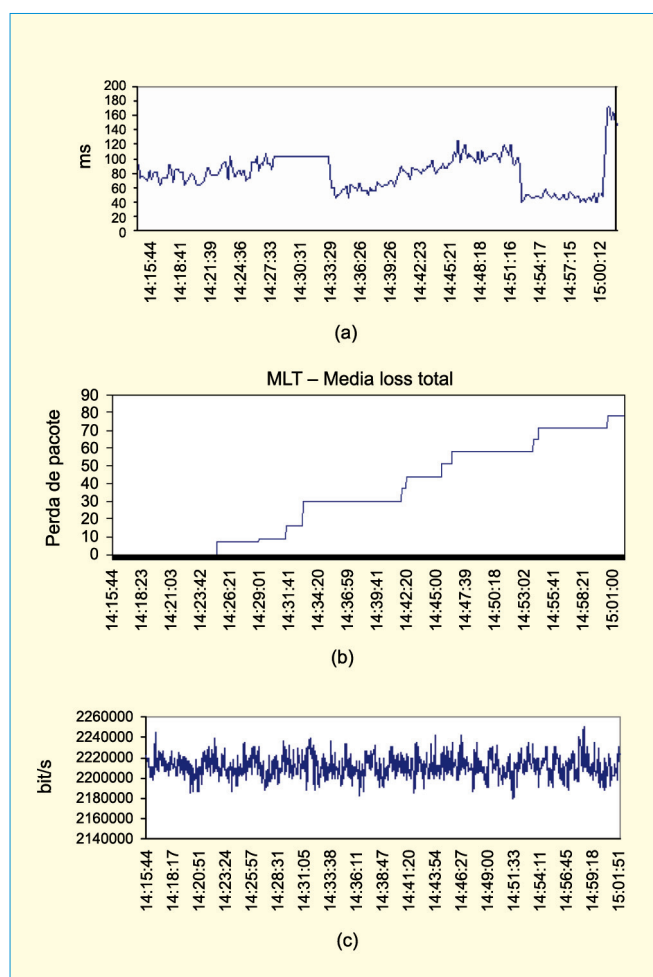 200
180
160
140
120
100
80
60
40
20
0
ms
14:15:44 14:18:41 14:21:39 14:24:36 14:27:33 14:30:31 14:33:29 14:36:26 14:39:26 14:42:23 14:45:21 14:48:18 14:51:16 14:54:17 14:57:15 15:00:12
(a)
MLT – Media loss total
90
80
70
60
50
40
30
20
10
0
Perda de pacote
14:15:44 14:18:23 14:21:03 14:23:42 14:26:21 14:29:01 14:31:41 14:34:20 14:36:59 14:39:41 14:42:20 14:45:00 14:47:39 14:50:18 14:53:02 14:55:41 14:58:21 15:01:00
(b)
2260000
2240000
2220000
2200000
2180000
2160000
2140000
bit/s
14:15:44 14:18:17 14:20:51 14:23:24 14:25:57 14:28:31 14:31:05 14:33:38 14:36:11 14:38:47 14:41:20 14:43:54 14:46:27 14:49:00 14:51:33 14:54:11 14:56:45 14:59:18 15:01:51
(c)